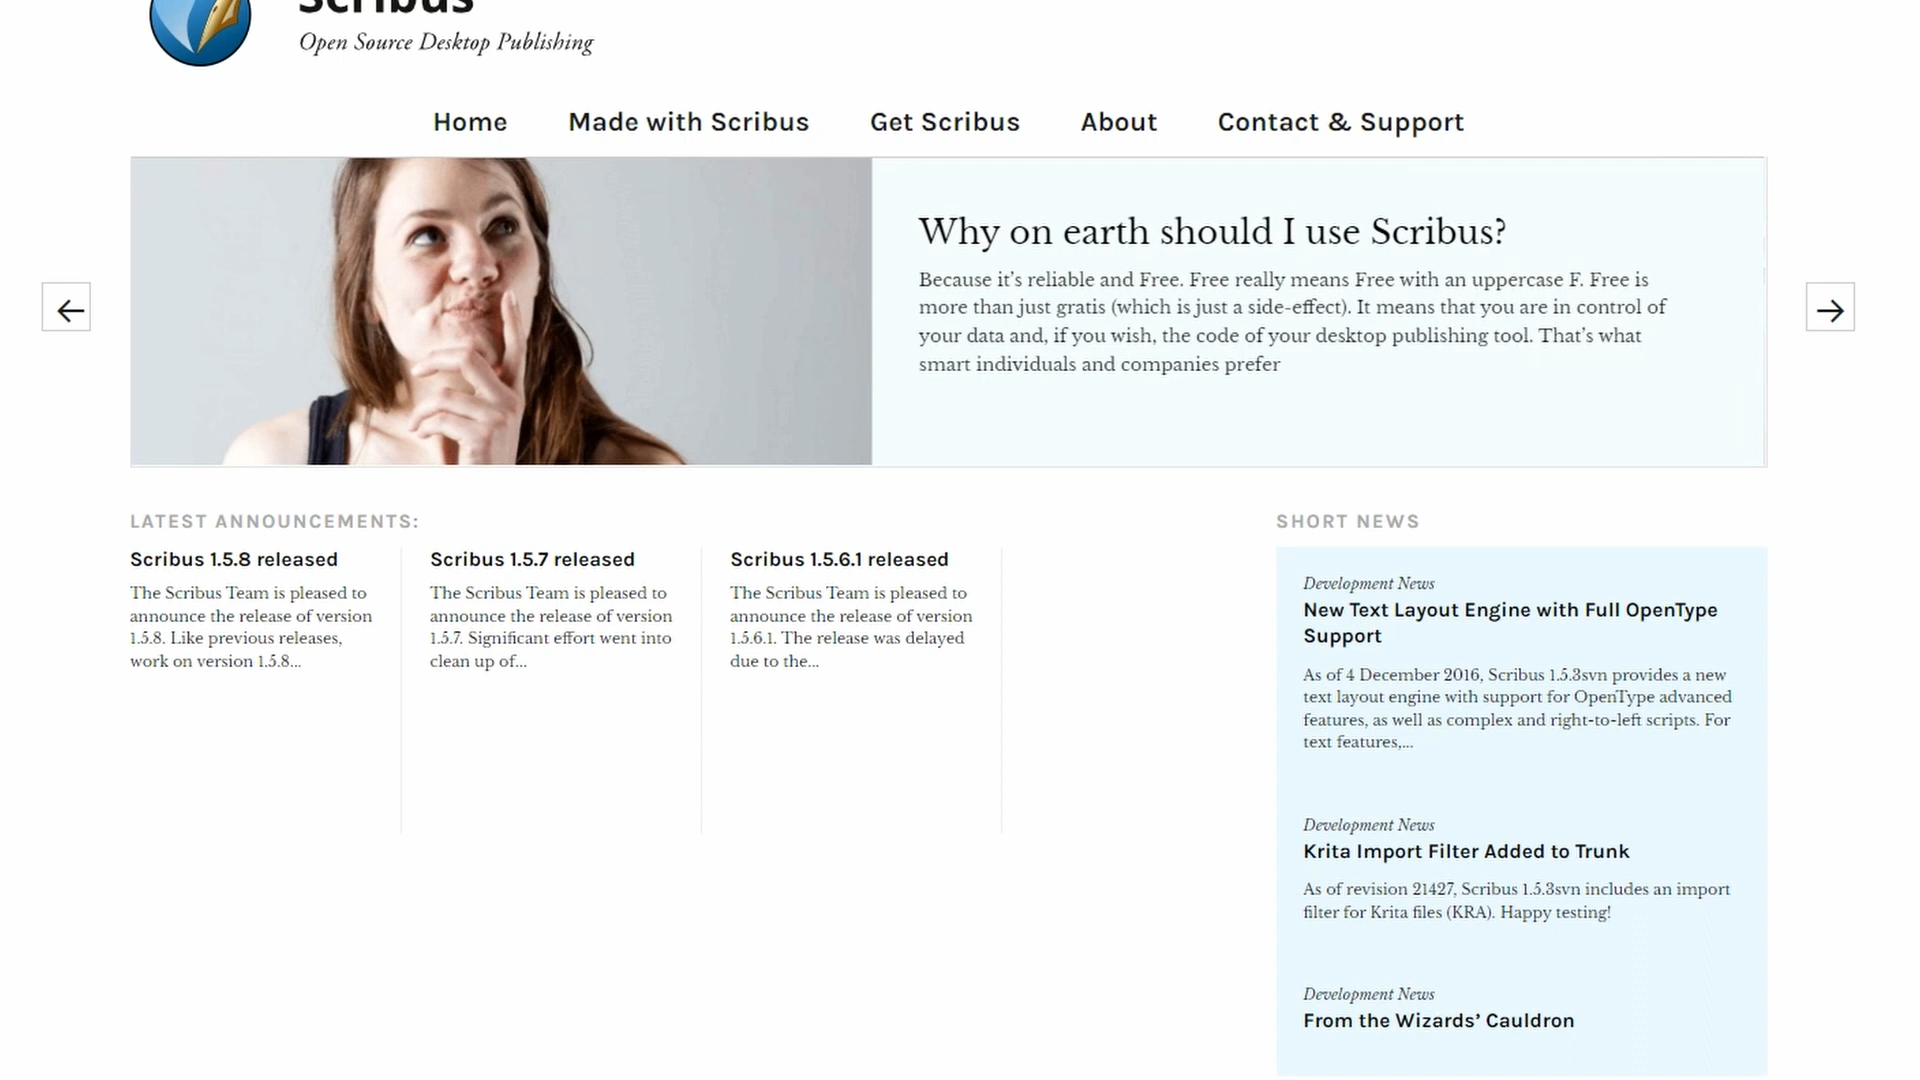 Scribus
Open Source Desktop Publishing
Home Made with Scribus Get Scribus About Contact & Support
Why on earth should I use Scribus?
Because it’s reliable and Free. Free really means Free with an uppercase F. Free is
more than just gratis (which is just a side-effect). It means that you are in control of
your data and, if you wish, the code of your desktop publishing tool. That’s what
smart individuals and companies prefer
LATEST ANNOUNCEMENTS:
Scribus 1.5.8 released
The Scribus Team is pleased to
announce the release of version
1.5.8. Like previous releases,
work on version 1.5.8...
Scribus 1.5.7 released
The Scribus Team is pleased to
announce the release of version
1.5.7. Significant effort went into
clean up of...
Scribus 1.5.6.1 released
The Scribus Team is pleased to
announce the release of version
1.5.6.1. The release was delayed
due to the...
SHORT NEWS
Development News
New Text Layout Engine with Full OpenType
Support
As of 4 December 2016, Scribus 1.5.3svn provides a new
text layout engine with support for OpenType advanced
features, as well as complex and right-to-left scripts. For
text features,...
Development News
Krita Import Filter Added to Trunk
As of revision 21427, Scribus 1.5.3svn includes an import
filter for Krita files (KRA). Happy testing!
Development News
From the Wizards’ Cauldron